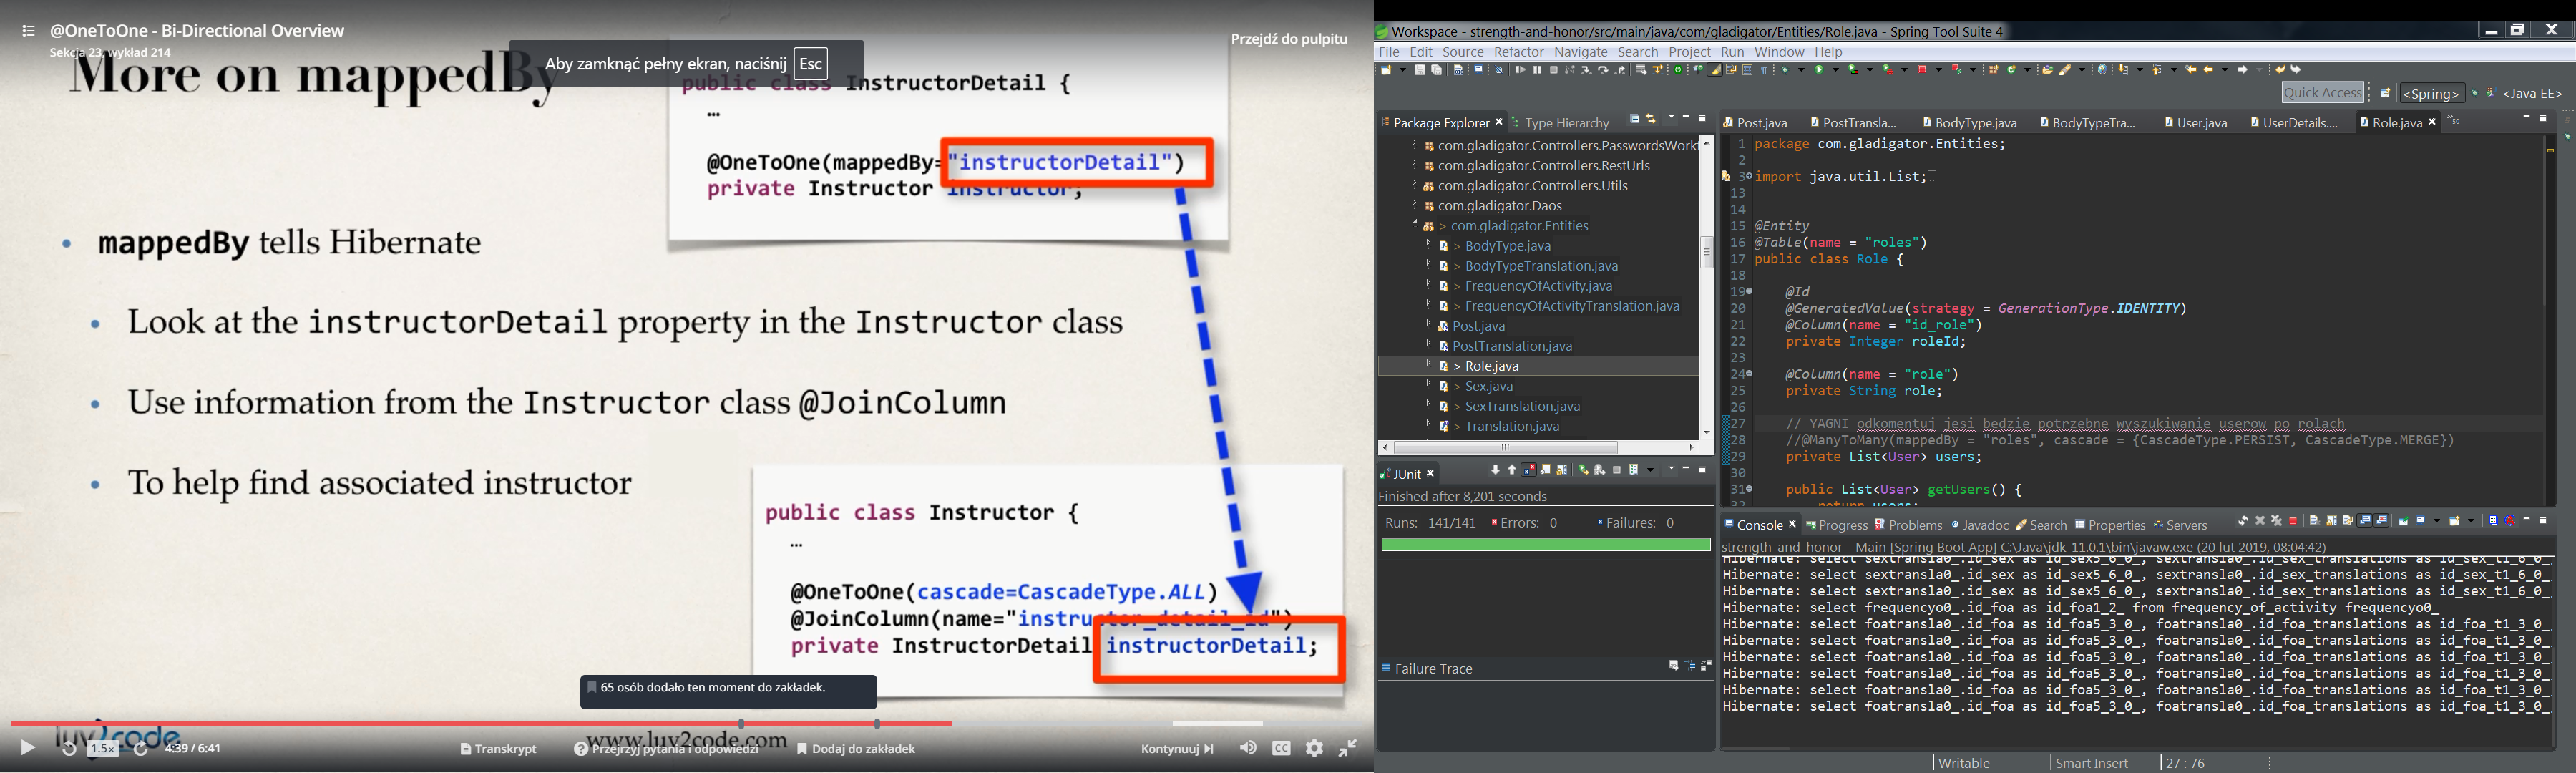 @OneToOne - Bi-Directional Overview
Sekcja 23, wykład 214
Przejdź do pulpitu
Aby zamknąć pełny ekran, naciśnij Esc
More on mappedBy
public class InstructorDetail {
…
@OneToOne(mappedBy="instructorDetail")
private Instructor instructor;
• mappedBy tells Hibernate
• Look at the instructorDetail property in the Instructor class
• Use information from the Instructor class @JoinColumn
• To help find associated instructor
public class Instructor {
…
@OneToOne(cascade=CascadeType.ALL)
@JoinColumn(name="instructor_detail_id")
private InstructorDetail instructorDetail;
65 osób dodało ten moment do zakładek.
luv2code
www.luv2code.com
1.5x
4:39 / 6:41
Transkrypt
Przejrzyj pytania i odpowiedzi
Dodaj do zakładek
Kontynuuj
CC
Workspace - strength-and-honor/src/main/java/com/gladigator/Entities/Role.java - Spring Tool Suite 4
File Edit Source Refactor Navigate Search Project Run Window Help
Quick Access
<Spring>
<Java EE>
Package Explorer
Type Hierarchy
com.gladigator.Controllers.PasswordsWorkf
com.gladigator.Controllers.RestUrls
com.gladigator.Controllers.Utils
com.gladigator.Daos
> com.gladigator.Entities
> BodyType.java
> BodyTypeTranslation.java
> FrequencyOfActivity.java
> FrequencyOfActivityTranslation.java
Post.java
PostTranslation.java
> Role.java
> Sex.java
> SexTranslation.java
> Translation.java
JUnit
Finished after 8,201 seconds
Runs: 141/141
Errors: 0
Failures: 0
Failure Trace
Post.java PostTransla... BodyType.java BodyTypeTra... User.java UserDetails.... Role.java
1 package com.gladigator.Entities;
2
3 import java.util.List;
13
14
15 @Entity
16 @Table(name = "roles")
17 public class Role {
18
19 @Id
20 @GeneratedValue(strategy = GenerationType.IDENTITY)
21 @Column(name = "id_role")
22 private Integer roleId;
23
24 @Column(name = "role")
25 private String role;
26
27 // YAGNI odkomentuj jesi bedzie potrzebne wyszukiwanie userow po rolach
28 //@ManyToMany(mappedBy = "roles", cascade = {CascadeType.PERSIST, CascadeType.MERGE})
29 private List<User> users;
30
31 public List<User> getUsers() {
32 return users;
Console Progress Problems Javadoc Search Properties Servers
strength-and-honor - Main [Spring Boot App] C:\Java\jdk-11.0.1\bin\javaw.exe (20 lut 2019, 08:04:42)
Hibernate: select sextransla0_.id_sex as id_sex5_6_0_, sextransla0_.id_sex_translations as id_sex_t1_6_0_
Hibernate: select sextransla0_.id_sex as id_sex5_6_0_, sextransla0_.id_sex_translations as id_sex_t1_6_0_
Hibernate: select sextransla0_.id_sex as id_sex5_6_0_, sextransla0_.id_sex_translations as id_sex_t1_6_0_
Hibernate: select frequencyo0_.id_foa as id_foa1_2_ from frequency_of_activity frequencyo0_
Hibernate: select foatransla0_.id_foa as id_foa5_3_0_, foatransla0_.id_foa_translations as id_foa_t1_3_0_
Hibernate: select foatransla0_.id_foa as id_foa5_3_0_, foatransla0_.id_foa_translations as id_foa_t1_3_0_
Hibernate: select foatransla0_.id_foa as id_foa5_3_0_, foatransla0_.id_foa_translations as id_foa_t1_3_0_
Hibernate: select foatransla0_.id_foa as id_foa5_3_0_, foatransla0_.id_foa_translations as id_foa_t1_3_0_
Hibernate: select foatransla0_.id_foa as id_foa5_3_0_, foatransla0_.id_foa_translations as id_foa_t1_3_0_
Hibernate: select foatransla0_.id_foa as id_foa5_3_0_, foatransla0_.id_foa_translations as id_foa_t1_3_0_
Writable
Smart Insert
27 : 76